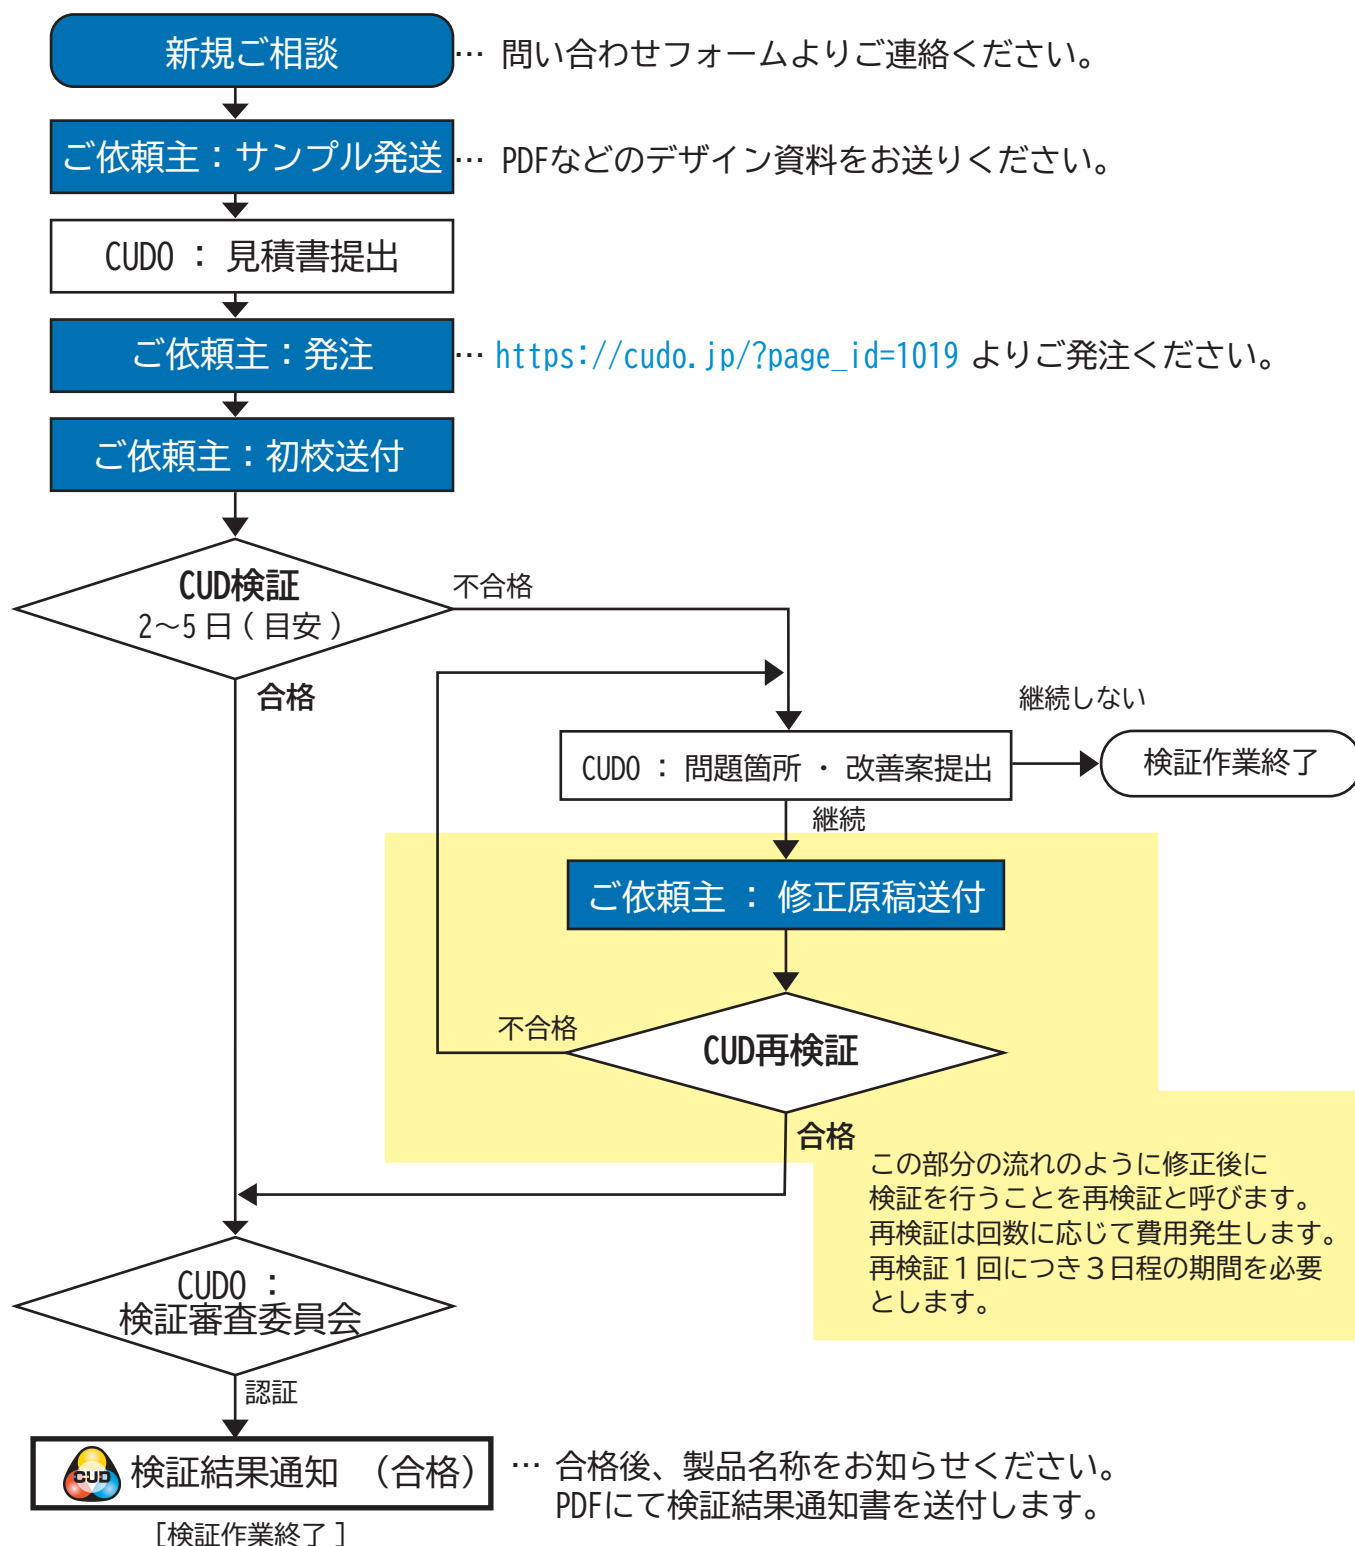 新規ご相談
… 問い合わせフォームよりご連絡ください。
ご依頼主：サンプル発送
… PDFなどのデザイン資料をお送りください。
CUDO ： 見積書提出
ご依頼主：発注
… https://cudo.jp/?page_id=1019 よりご発注ください。
ご依頼主：初校送付
CUD検証
2～5 日 ( 目安 )
不合格
合格
継続しない
CUDO ： 問題箇所 ・ 改善案提出
検証作業終了
継続
ご依頼主 ： 修正原稿送付
不合格
CUD再検証
合格
この部分の流れのように修正後に
検証を行うことを再検証と呼びます。
再検証は回数に応じて費用発生します。
再検証１回につき３日程の期間を必要
とします。
CUDO ：
検証審査委員会
認証
CUD
検証結果通知 （合格）
… 合格後、製品名称をお知らせください。
PDFにて検証結果通知書を送付します。
[検証作業終了 ]